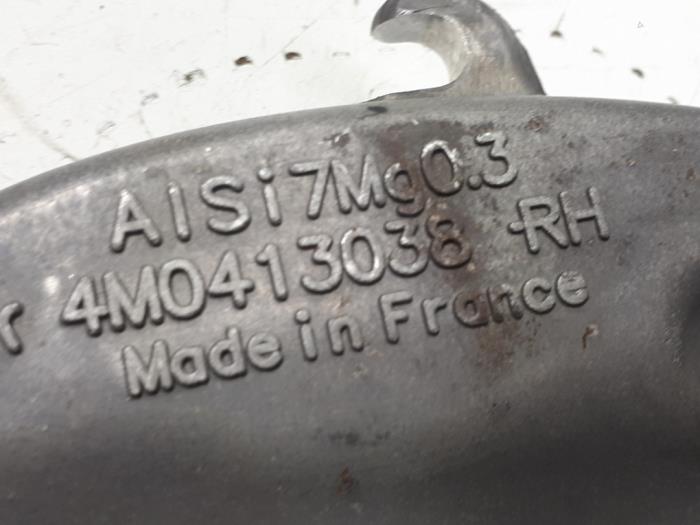 AlSi7Mg0.3
r 4M0413038 -RH
Made in France